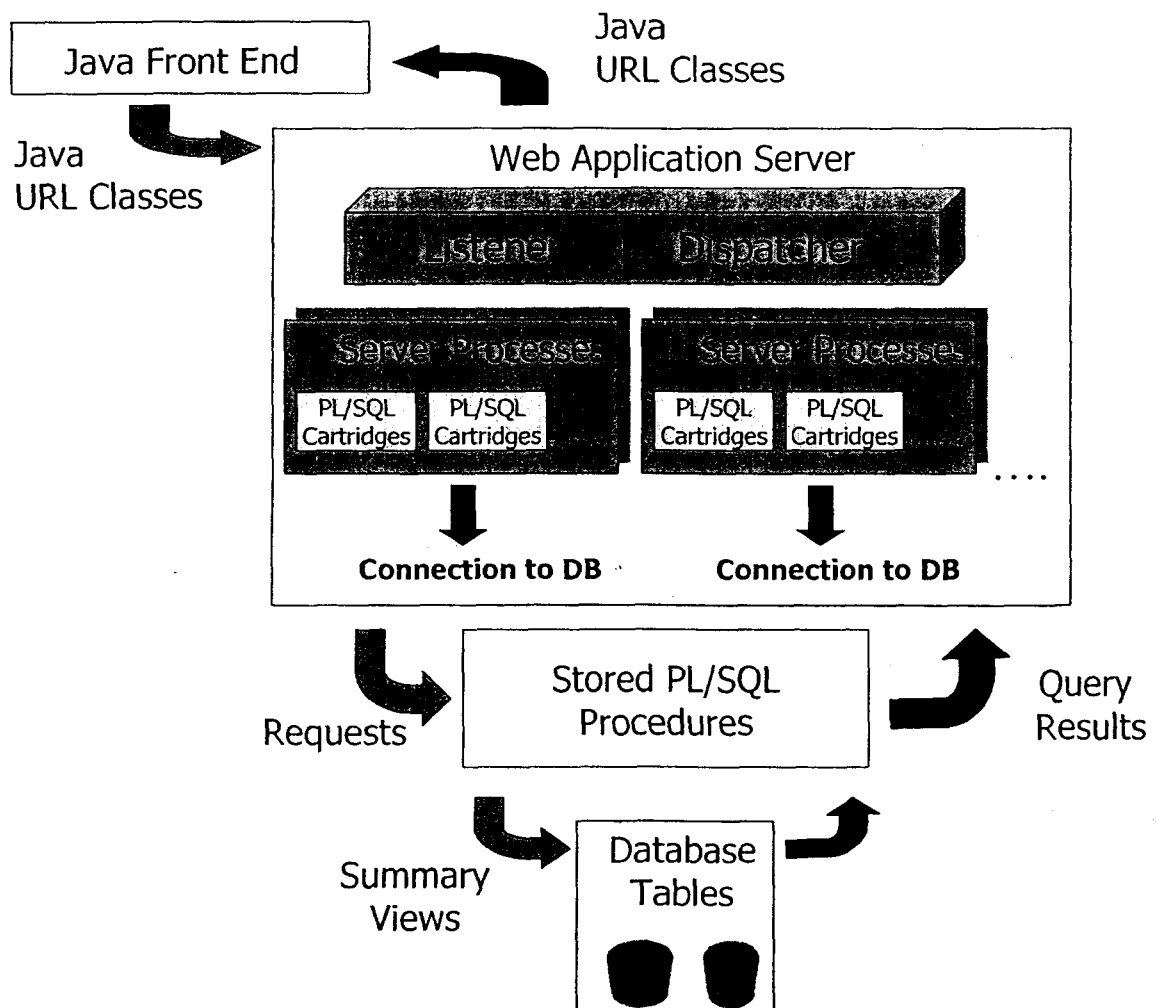 Java
URL Classes
Java Front End
Java
URL Classes
Web Application Server
Listene
Dispatcher
Server Processes
Server Processes
PL/SQL
Cartridges
PL/SQL
Cartridges
PL/SQL
Cartridges
PL/SQL
Cartridges
....
Connection to DB
Connection to DB
Requests
Stored PL/SQL
Procedures
Query
Results
Summary
Views
Database
Tables